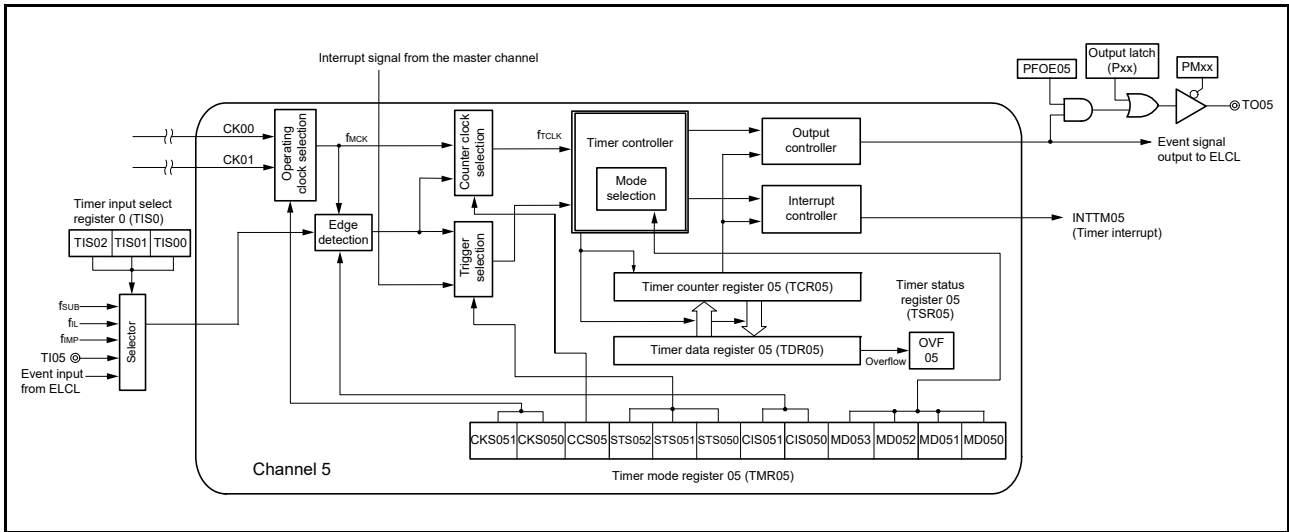 Interrupt signal from the master channel
PFOE05
Output latch
(Pxx)
PMxx
TO05
CK00
CK01
Operating
clock selection
fMCK
Counter clock
selection
fTCLK
Timer controller
Mode
selection
Output
controller
Event signal
output to ELCL
Timer input select
register 0 (TIS0)
TIS02 TIS01 TIS00
Edge
detection
Trigger
selection
Interrupt
controller
INTTM05
(Timer interrupt)
fSUB
fIL
fIMP
TI05
Event input
from ELCL
Selector
Timer counter register 05 (TCR05)
Timer status
register 05
(TSR05)
Timer data register 05 (TDR05)
Overflow
OVF
05
CKS051 CKS050 CCS05 STS052 STS051 STS050 CIS051 CIS050 MD053 MD052 MD051 MD050
Channel 5
Timer mode register 05 (TMR05)